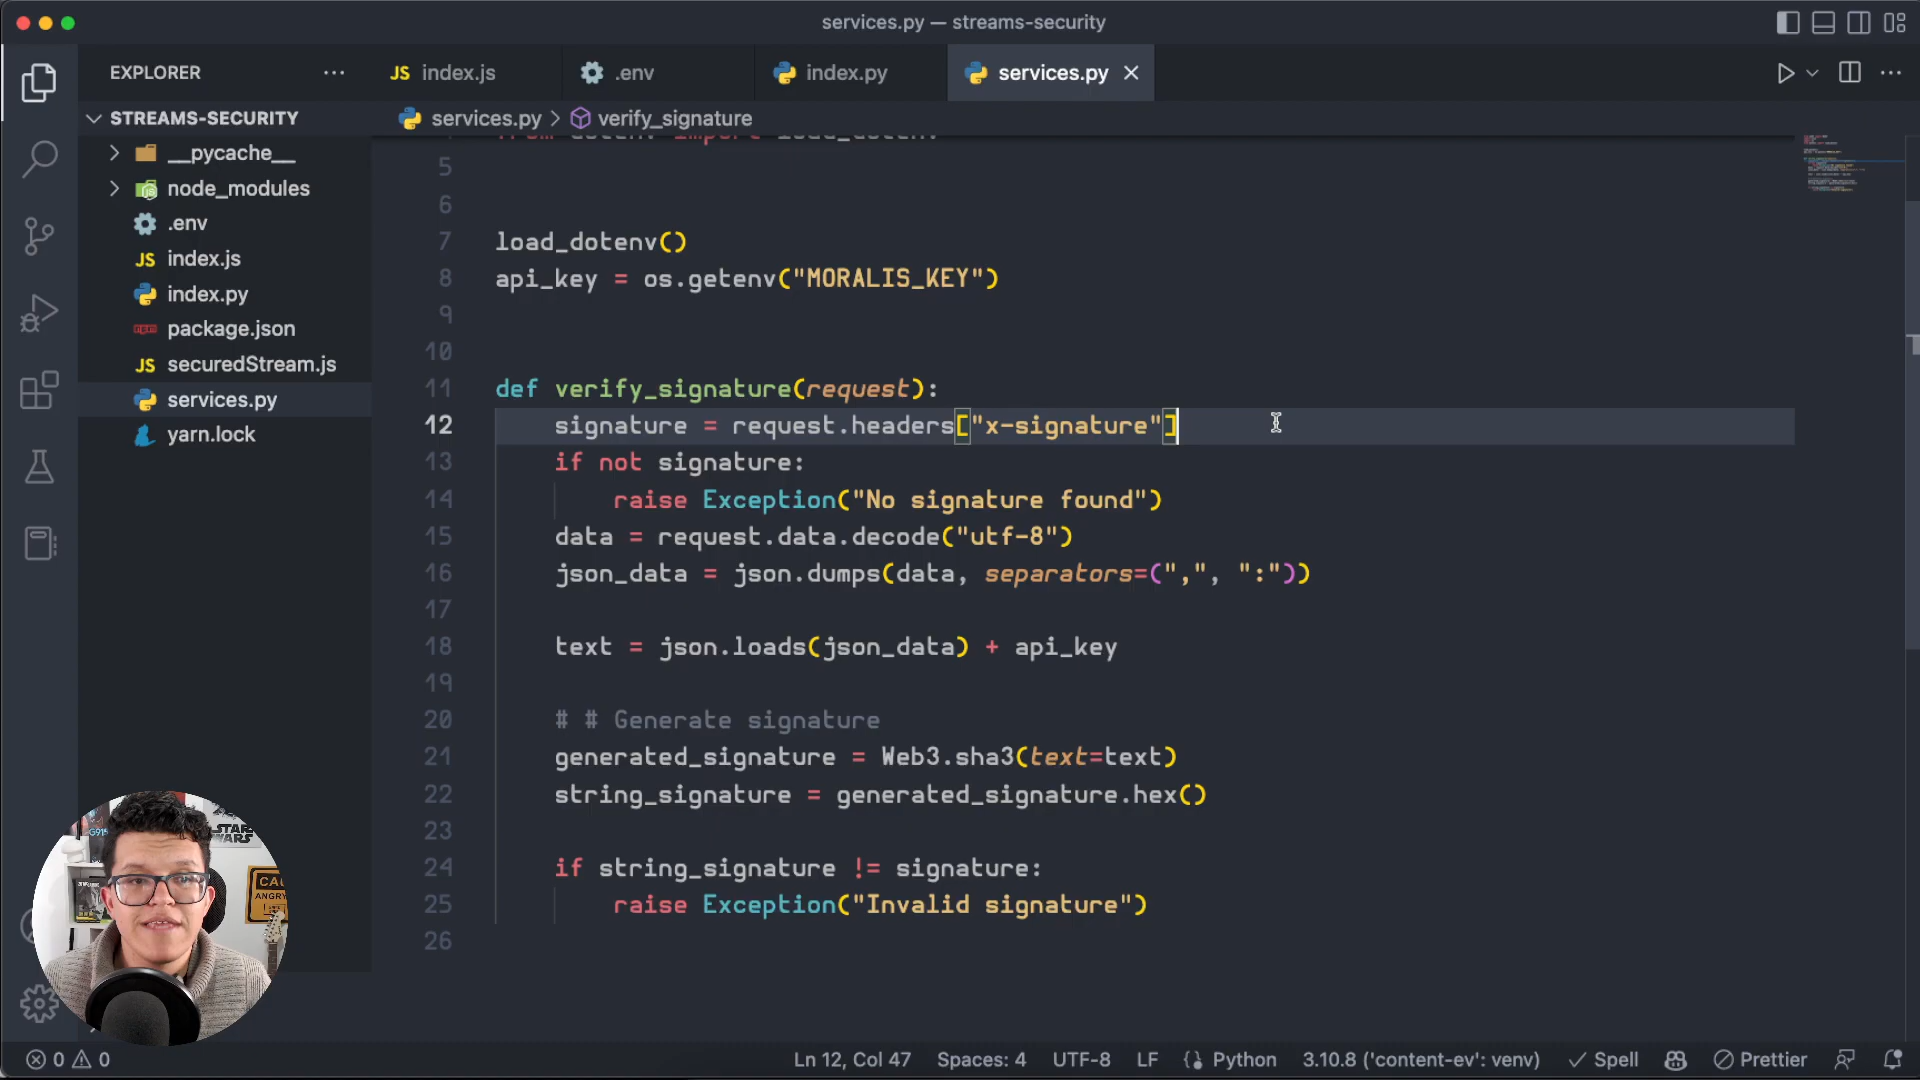 services.py — streams-security
EXPLORER
index.js
.env
index.py
services.py
STREAMS-SECURITY
services.py > verify_signature
__pycache__
node_modules
.env
index.js
index.py
package.json
securedStream.js
services.py
yarn.lock
5
6
7 load_dotenv()
8 api_key = os.getenv("MORALIS_KEY")
9
10
11 def verify_signature(request):
12 signature = request.headers["x-signature"]
13 if not signature:
14 raise Exception("No signature found")
15 data = request.data.decode("utf-8")
16 json_data = json.dumps(data, separators=(",", ":"))
17
18 text = json.loads(json_data) + api_key
19
20 # # Generate signature
21 generated_signature = Web3.sha3(text=text)
22 string_signature = generated_signature.hex()
23
24 if string_signature != signature:
25 raise Exception("Invalid signature")
26
G915
STAR
WARS
CAU
ANGRY
0 0 Ln 12, Col 47 Spaces: 4 UTF-8 LF {} Python 3.10.8 ('content-ev': venv) Spell Prettier